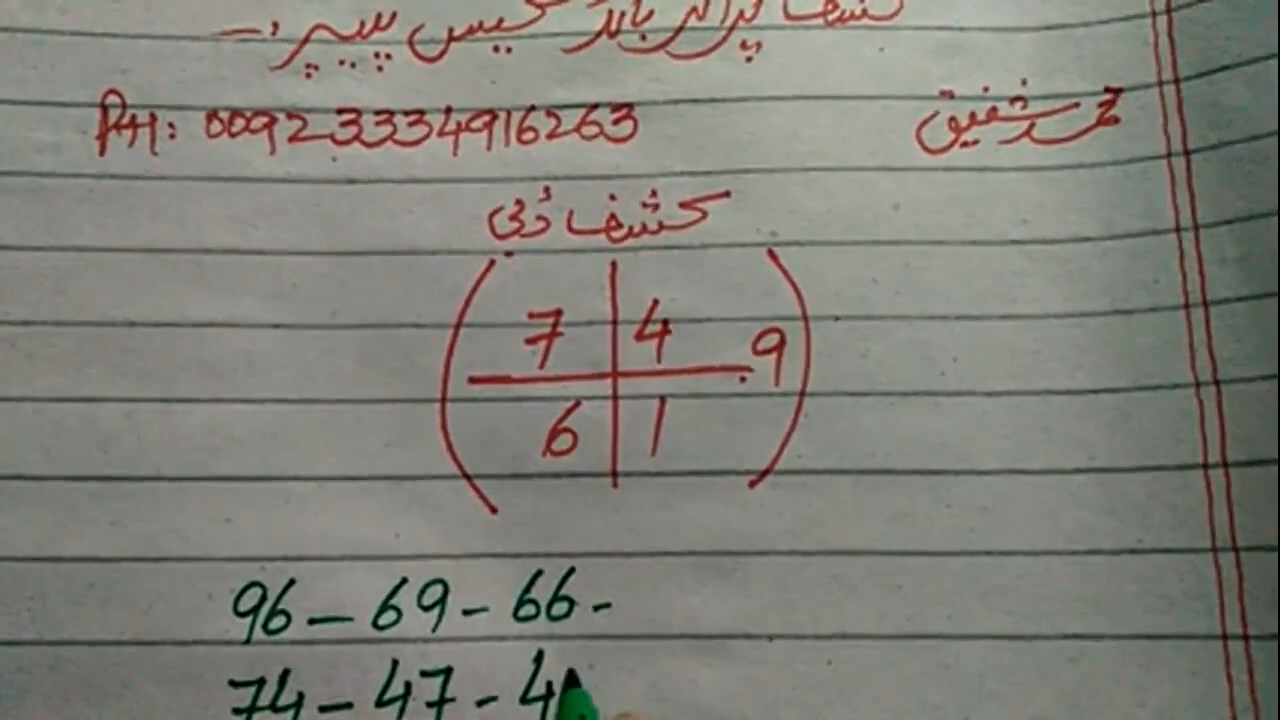 کشف پرائز بانڈ گیس پیپر :-
محمد شفیق PH: 00923334916263
کشف دُبئی
7 4 .9
6 1
96 - 69 - 66 -
74 - 47 - 4